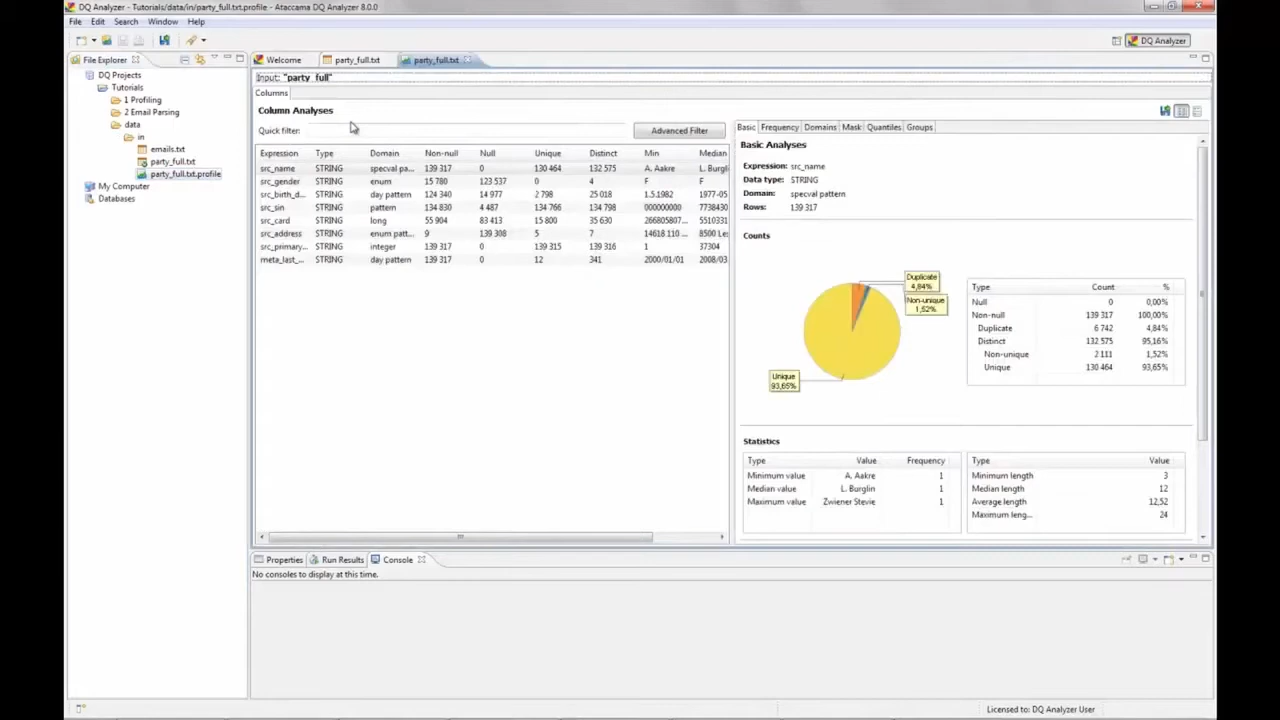 DQ Analyzer - Tutorials/data/in/party_full.txt.profile - Ataccama DQ Analyzer 8.0.0
File Edit Search Window Help
DQ Analyzer
File Explorer
DQ Projects
Tutorials
1 Profiling
2 Email Parsing
data
in
emails.txt
party_full.txt
party_full.txt.profile
My Computer
Databases
Welcome party_full.txt party_full.txt
Input: "party_full"
Columns
Column Analyses
Quick filter: Advanced Filter
Expression Type Domain Non-null Null Unique Distinct Min Median
src_name STRING specval pa... 139 317 0 130 464 132 575 A. Aakre L. Burgli
src_gender STRING enum 15 780 123 537 0 4 F F
src_birth_d... STRING day pattern 124 340 14 977 2 798 25 018 1.5.1982 1977-05
src_sin STRING pattern 134 830 4 487 134 766 134 798 000000000 7738430
src_card STRING long 55 904 83 413 15 800 35 630 266805807... 5510331
src_address STRING enum patt... 9 139 308 5 7 14618 110 ... 8500 Les
src_primary... STRING integer 139 317 0 139 315 139 316 1 37304
meta_last_... STRING day pattern 139 317 0 12 341 2000/01/01 2008/03
Basic Frequency Domains Mask Quantiles Groups
Basic Analyses
Expression: src_name
Data type: STRING
Domain: specval pattern
Rows: 139 317
Counts
Duplicate
4,84%
Non-unique
1,52%
Unique
93,65%
Type Count %
Null 0 0,00%
Non-null 139 317 100,00%
Duplicate 6 742 4,84%
Distinct 132 575 95,16%
Non-unique 2 111 1,52%
Unique 130 464 93,65%
Statistics
Type Value Frequency
Minimum value A. Aakre 1
Median value L. Burglin 1
Maximum value Zwiener Stevie 1
Type Value
Minimum length 3
Median length 12
Average length 12,52
Maximum leng... 24
Properties Run Results Console
No consoles to display at this time.
Licensed to: DQ Analyzer User